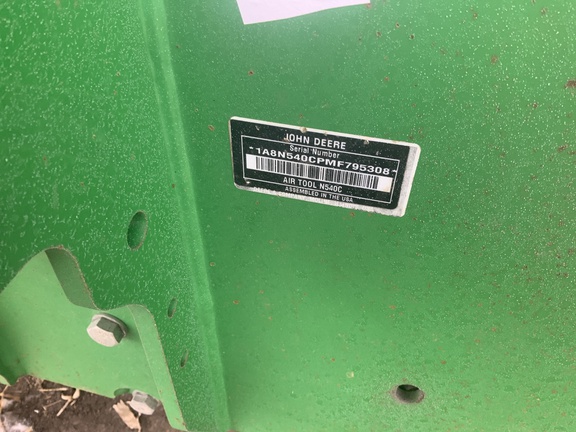 JOHN DEERE
Serial Number
*1A8N540CPMF795308*
AIR TOOL N540C
ASSEMBLED IN THE USA